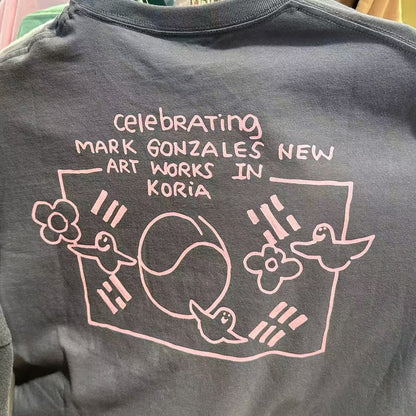 celeBRATiNg
MARK GONZALES NEW
ART WORKS IN
KORiA